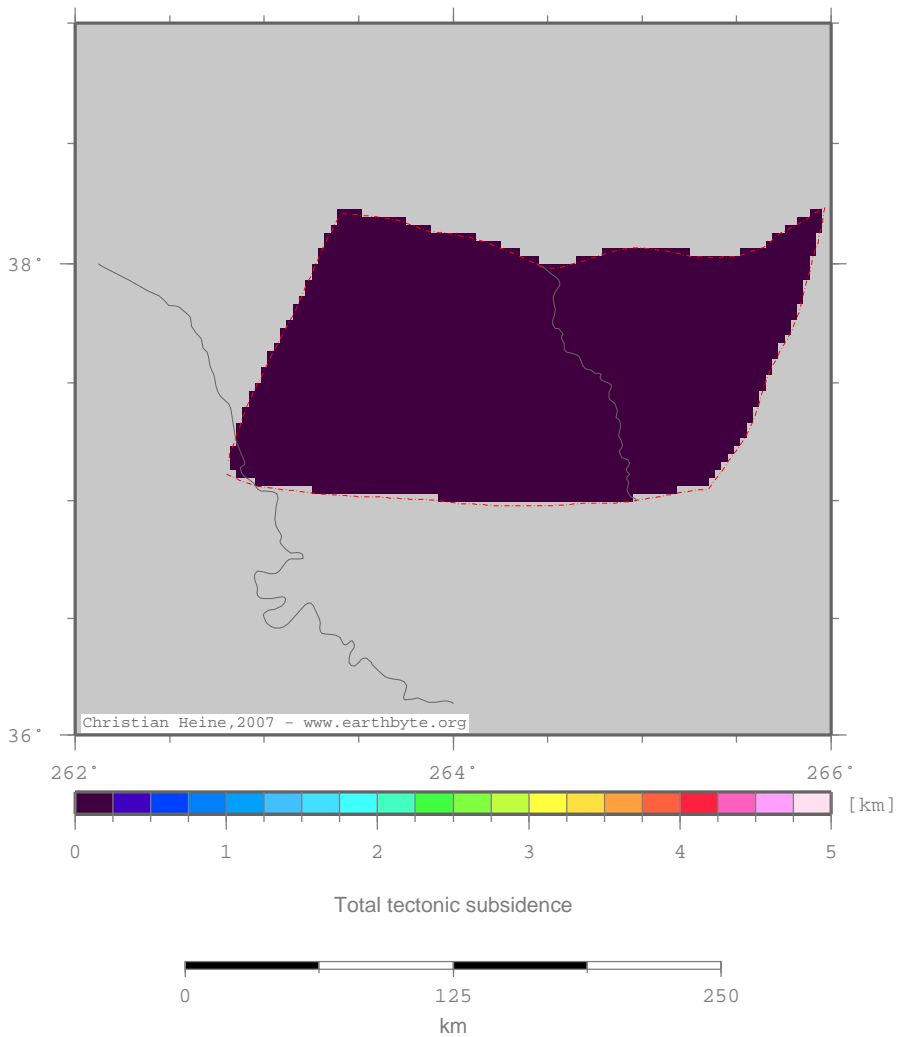 38°
Christian Heine,2007 - www.earthbyte.org
36°
262° 264° 266°
[km]
0 1 2 3 4 5
Total tectonic subsidence
0 125 250
km